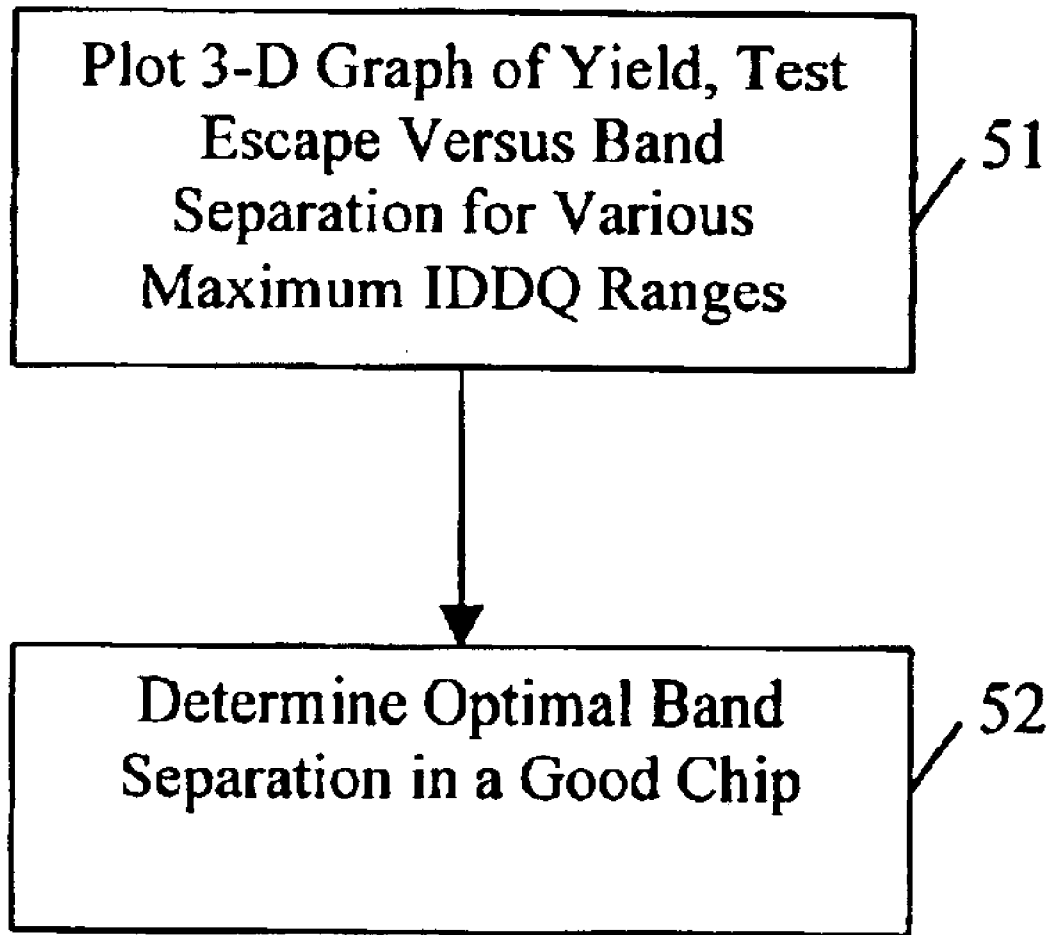 Plot 3-D Graph of Yield, Test
Escape Versus Band
Separation for Various
Maximum IDDQ Ranges
51
Determine Optimal Band
Separation in a Good Chip
52